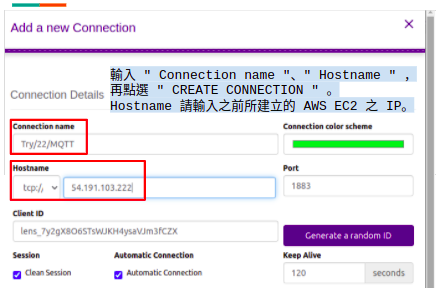 Add a new Connection
×
輸入 " Connection name "、" Hostname " ,
再點選 " CREATE CONNECTION " 。
Connection Details
Hostname 請輸入之前所建立的 AWS EC2 之 IP。
Connection name
Connection color scheme
Try/22/MQTT
Hostname
Port
tcp:/,
54.191.103.222
1883
Client ID
lens_7y2gX8O65TsWJKH4ysaVJm3fCZX
Generate a random ID
Session
Automatic Connection
Keep Alive
Clean Session
Automatic Connection
120
seconds